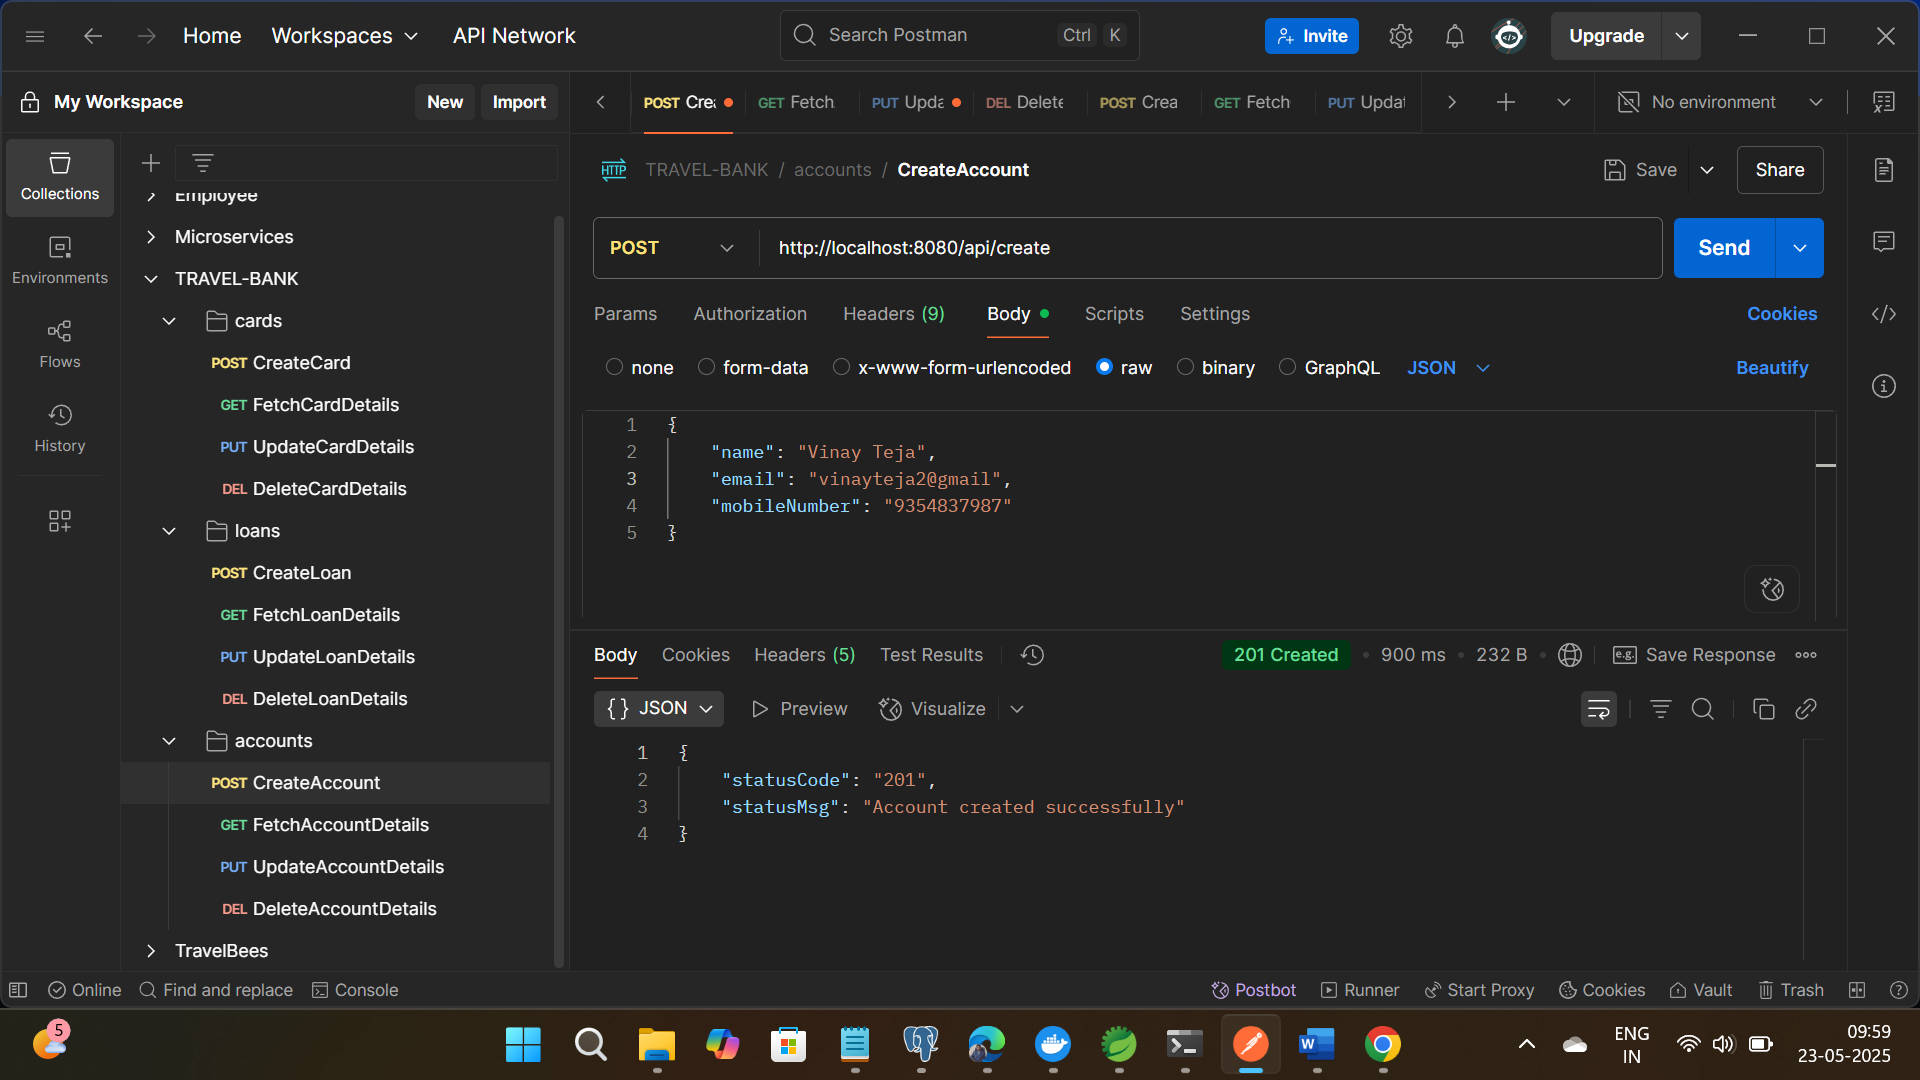 Home
Workspaces
API Network
Search Postman
Ctrl K
Invite
Upgrade
My Workspace
New
Import
POST Crea
GET Fetch
PUT Upda
DEL Delete
POST Crea
GET Fetch
PUT Updat
No environment
Collections
Environments
Flows
History
Employee
Microservices
TRAVEL-BANK
cards
POST CreateCard
GET FetchCardDetails
PUT UpdateCardDetails
DEL DeleteCardDetails
loans
POST CreateLoan
GET FetchLoanDetails
PUT UpdateLoanDetails
DEL DeleteLoanDetails
accounts
POST CreateAccount
GET FetchAccountDetails
PUT UpdateAccountDetails
DEL DeleteAccountDetails
TravelBees
HTTP TRAVEL-BANK / accounts / CreateAccount
Save
Share
POST
http://localhost:8080/api/create
Send
Params
Authorization
Headers (9)
Body
Scripts
Settings
Cookies
none
form-data
x-www-form-urlencoded
raw
binary
GraphQL
JSON
Beautify
1 {
2 "name": "Vinay Teja",
3 "email": "vinayteja2@gmail",
4 "mobileNumber": "9354837987"
5 }
Body
Cookies
Headers (5)
Test Results
201 Created
900 ms
232 B
e.g. Save Response
{} JSON
Preview
Visualize
1 {
2 "statusCode": "201",
3 "statusMsg": "Account created successfully"
4 }
Online
Find and replace
Console
Postbot
Runner
Start Proxy
Cookies
Vault
Trash
5
W
ENG
IN
09:59
23-05-2025